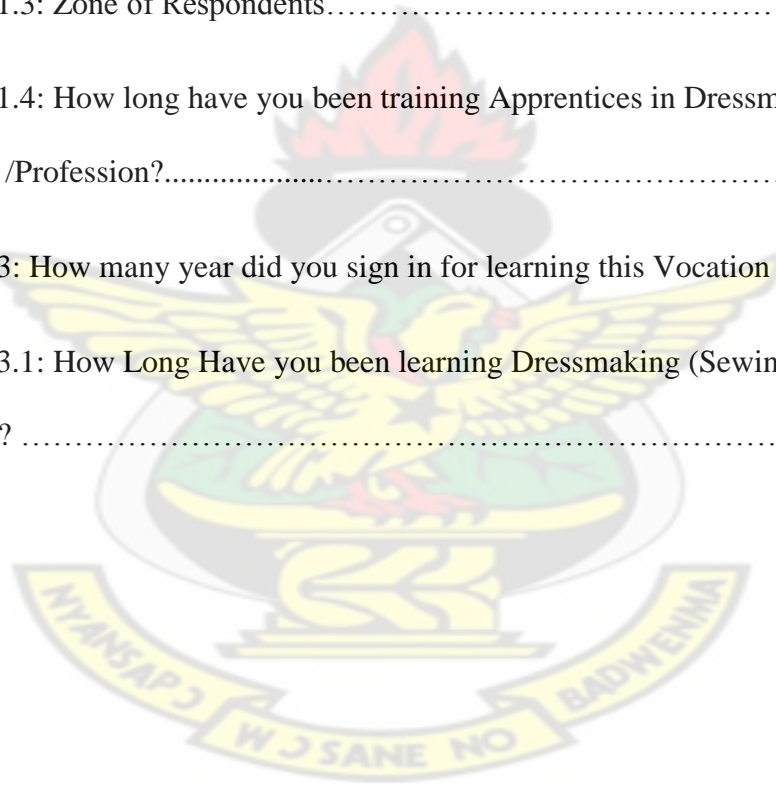 1.3: Zone of Respondents……………………………………
1.4: How long have you been training Apprentices in Dressm
/Profession?....................……………………………………
3: How many year did you sign in for learning this Vocation
3.1: How Long Have you been learning Dressmaking (Sewin
? ……………………………………………………………
NYANSAPƆ WƆSANE NO BADWENMA